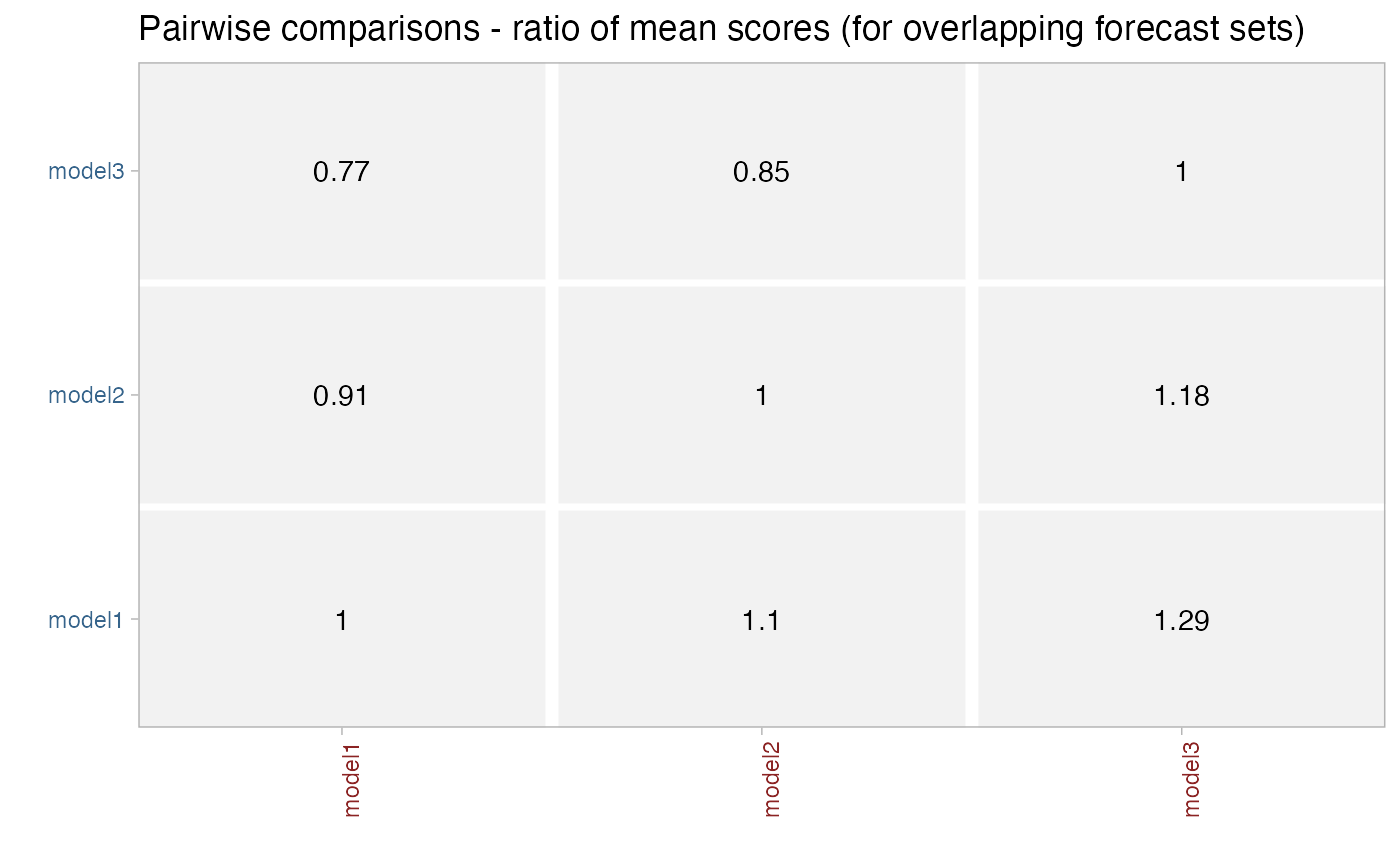 Pairwise comparisons - ratio of mean scores (for overlapping forecast sets)
model3 0.77 0.85 1
model2 0.91 1 1.18
model1 1 1.1 1.29
model1 model2 model3